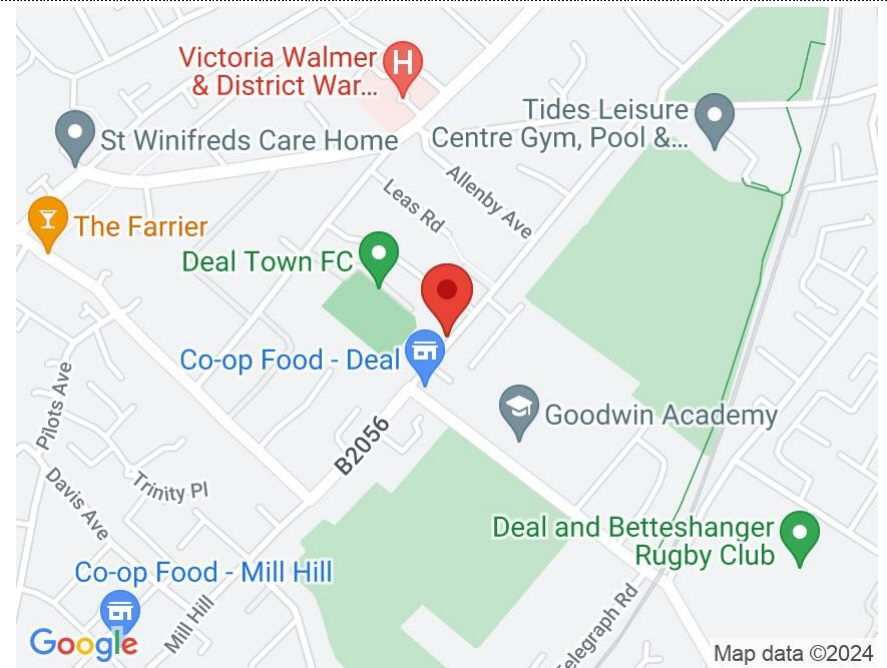 Victoria Walmer
& District War...
H
Tides Leisure
Centre Gym, Pool &...
St Winifreds Care Home
Allenby Ave
Leas Rd
The Farrier
Deal Town FC
Co-op Food - Deal
Pilots Ave
Goodwin Academy
B2056
Trinity Pl
Davis Ave
Deal and Betteshanger
Rugby Club
Co-op Food - Mill Hill
Mill Hill
elegraph Rd
Google
Map data ©2024